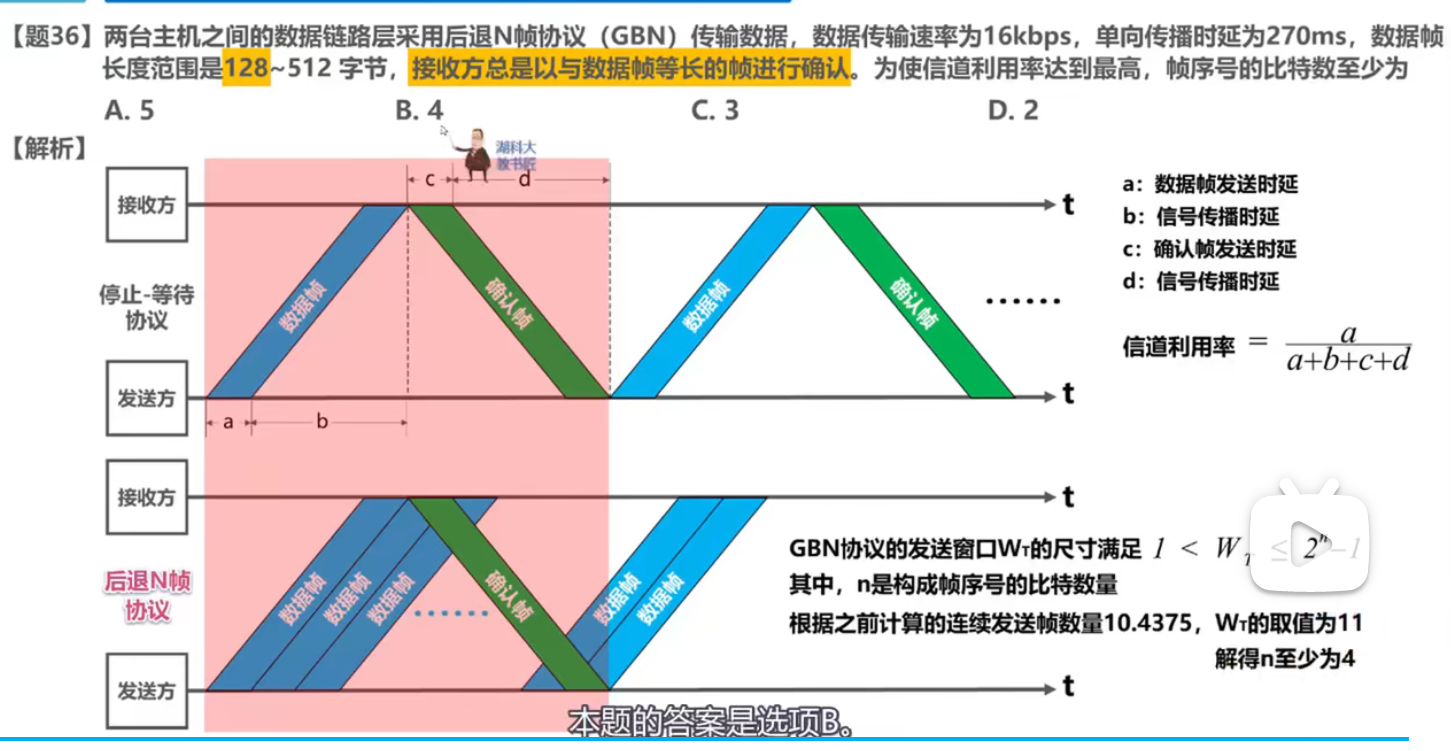 【题36】两台主机之间的数据链路层采用后退N帧协议（GBN）传输数据，数据传输速率为16kbps，单向传播时延为270ms，数据帧
长度范围是128~512 字节，接收方总是以与数据帧等长的帧进行确认。为使信道利用率达到最高，帧序号的比特数至少为
A. 5 B. 4 C. 3 D. 2
【解析】
湖科大
教书匠
c d
接收方 t
数据帧 确认帧 数据帧 确认帧
停止-等待
协议
······
发送方 t
a b
a：数据帧发送时延
b：信号传播时延
c：确认帧发送时延
d：信号传播时延
信道利用率 = a
a+b+c+d
接收方 t
后退N帧
协议
数据帧 数据帧 数据帧 ······ 确认帧 数据帧 数据帧
发送方 t
GBN协议的发送窗口WT的尺寸满足 1 < WT ≤ 2ⁿ−1
其中，n是构成帧序号的比特数量
根据之前计算的连续发送帧数量10.4375，WT的取值为11
解得n至少为4
本题的答案是选项B。